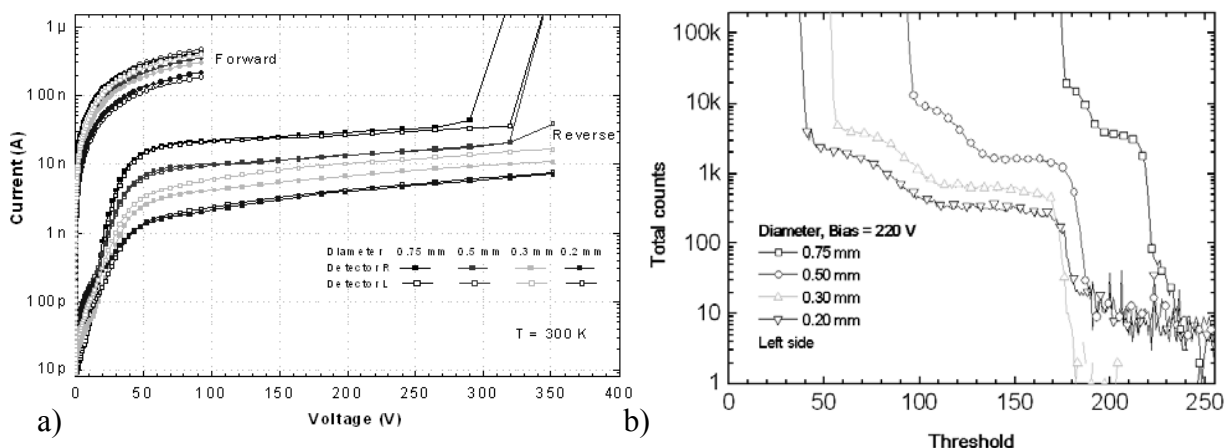 1 µ
100 n
10 n
1 n
100 p
10 p
Current (A)
Forward
Reverse
Diameter 0.75 mm 0.5 mm 0.3 mm 0.2 mm
Detector R
Detector L
T = 300 K
0 50 100 150 200 250 300 350 400
Voltage (V)
a)
100k
10k
1k
100
10
1
Total counts
Diameter, Bias = 220 V
0.75 mm
0.50 mm
0.30 mm
0.20 mm
Left side
0 50 100 150 200 250
Threshold
b)